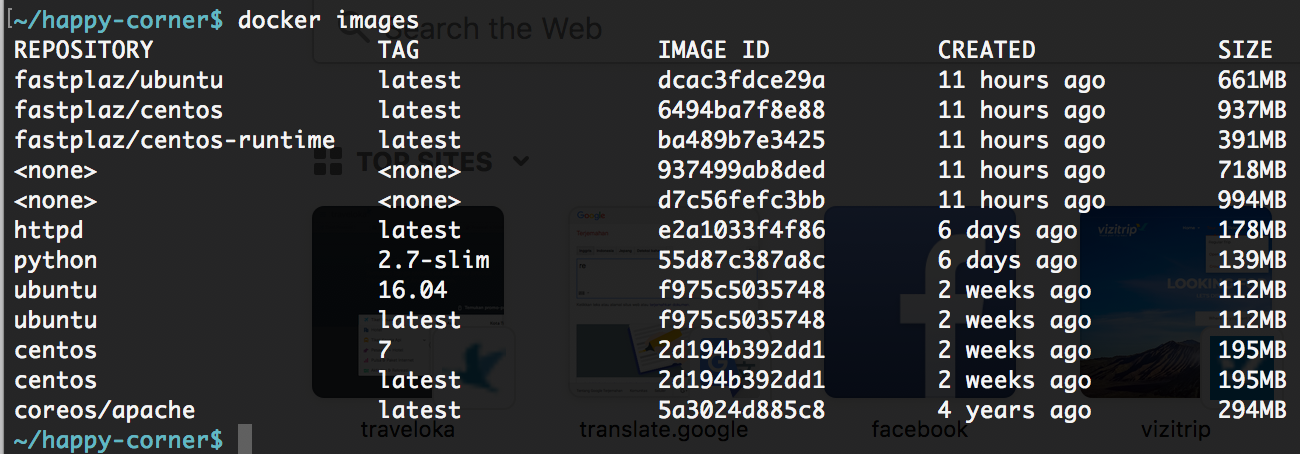 ~/happy-corner$ docker images
Search the Web
REPOSITORY TAG IMAGE ID CREATED SIZE
fastplaz/ubuntu latest dcac3fdce29a 11 hours ago 661MB
fastplaz/centos latest 6494ba7f8e88 11 hours ago 937MB
fastplaz/centos-runtime latest ba489b7e3425 11 hours ago 391MB
TOP SITES
<none> <none> 937499ab8ded 11 hours ago 718MB
<none> <none> d7c56fefc3bb 11 hours ago 994MB
httpd latest e2a1033f4f86 6 days ago 178MB
python 2.7-slim 55d87c387a8c 6 days ago 139MB
ubuntu 16.04 f975c5035748 2 weeks ago 112MB
ubuntu latest f975c5035748 2 weeks ago 112MB
centos 7 2d194b392dd1 2 weeks ago 195MB
centos latest 2d194b392dd1 2 weeks ago 195MB
coreos/apache latest 5a3024d885c8 4 years ago 294MB
traveloka translate.google facebook vizitrip
~/happy-corner$
Google
vizitrip